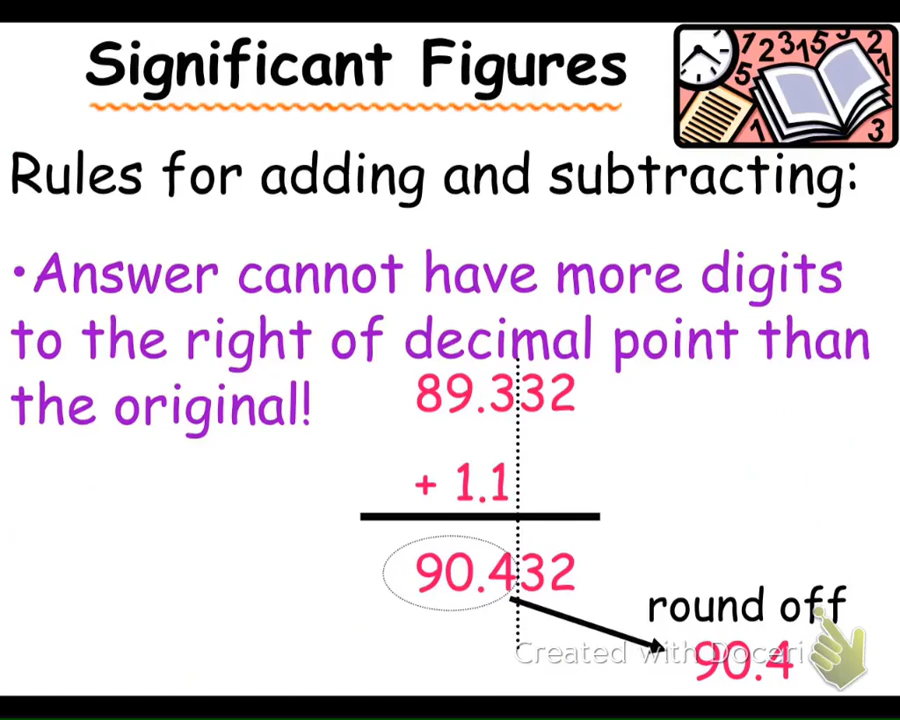 Significant Figures
Rules for adding and subtracting:
•Answer cannot have more digits
to the right of decimal point than
the original!
89.332
+ 1.1
90.432
round off
90.4
Created with Doceri